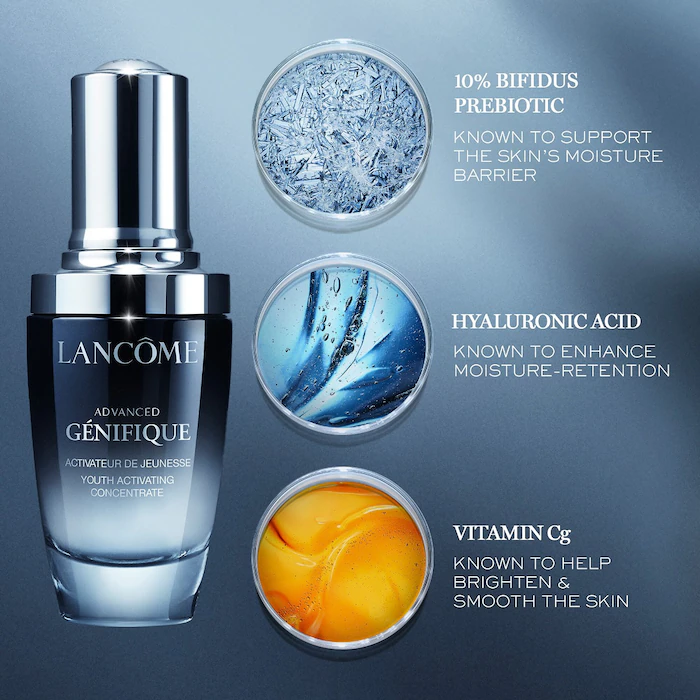 LANCÔME
ADVANCED
GÉNIFIQUE
ACTIVATEUR DE JEUNESSE
YOUTH ACTIVATING
CONCENTRATE
10% BIFIDUS
PREBIOTIC
KNOWN TO SUPPORT
THE SKIN'S MOISTURE
BARRIER
HYALURONIC ACID
KNOWN TO ENHANCE
MOISTURE-RETENTION
VITAMIN Cg
KNOWN TO HELP
BRIGHTEN &
SMOOTH THE SKIN